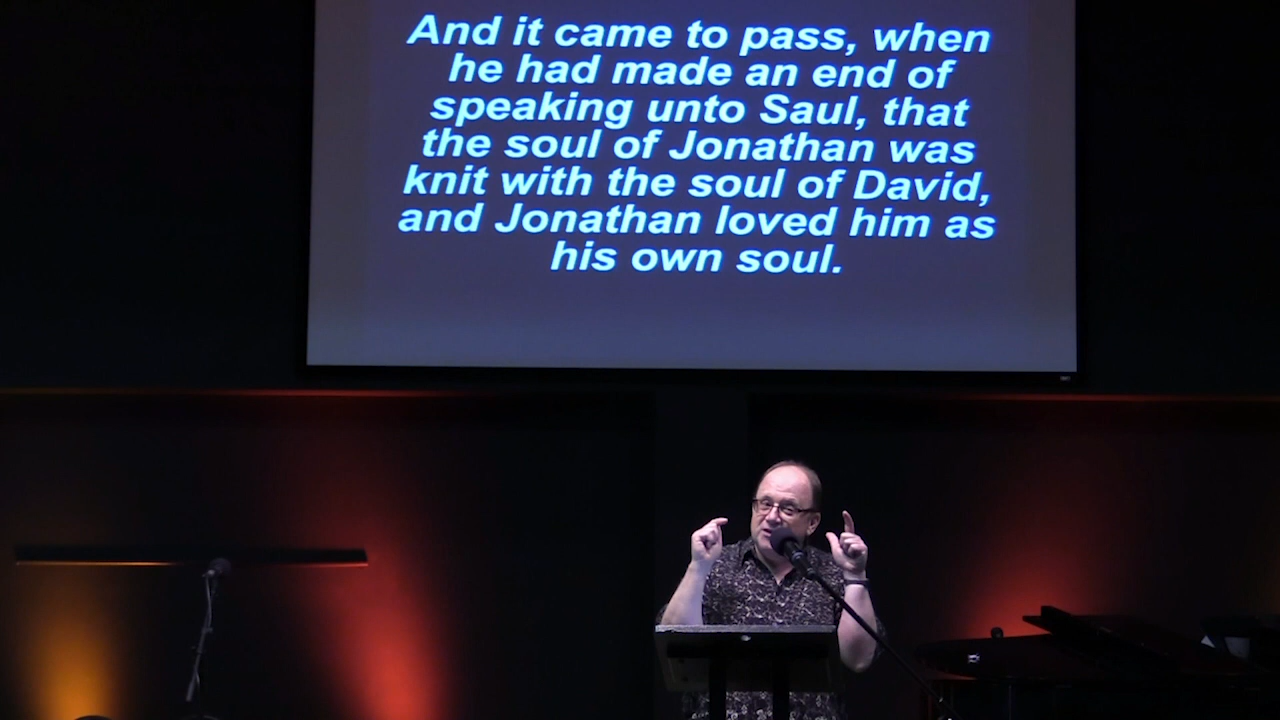 And it came to pass, when
he had made an end of
speaking unto Saul, that
the soul of Jonathan was
knit with the soul of David,
and Jonathan loved him as
his own soul.